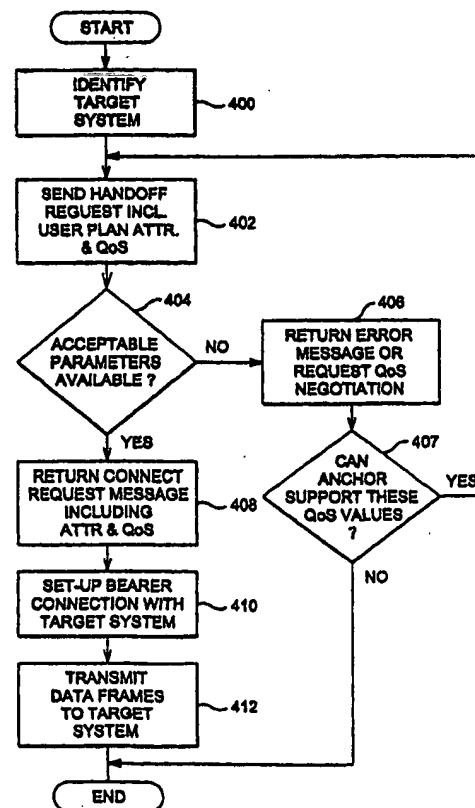 START
IDENTIFY
TARGET
SYSTEM
400
SEND HANDOFF
REGUEST INCL.
USER PLAN ATTR.
& QoS
402
404
ACCEPTABLE
PARAMETERS
AVAILABLE ?
NO
YES
406
RETURN ERROR
MESSAGE OR
REQUEST QoS
NEGOTIATION
407
CAN
ANCHOR
SUPPORT THESE
QoS VALUES
?
YES
NO
RETURN CONNECT
REQUEST MESSAGE
INCLUDING
ATTR & QoS
408
SET-UP BEARER
CONNECTION WITH
TARGET SYSTEM
410
TRANSMIT
DATA FRAMES
TO TARGET
SYSTEM
412
END